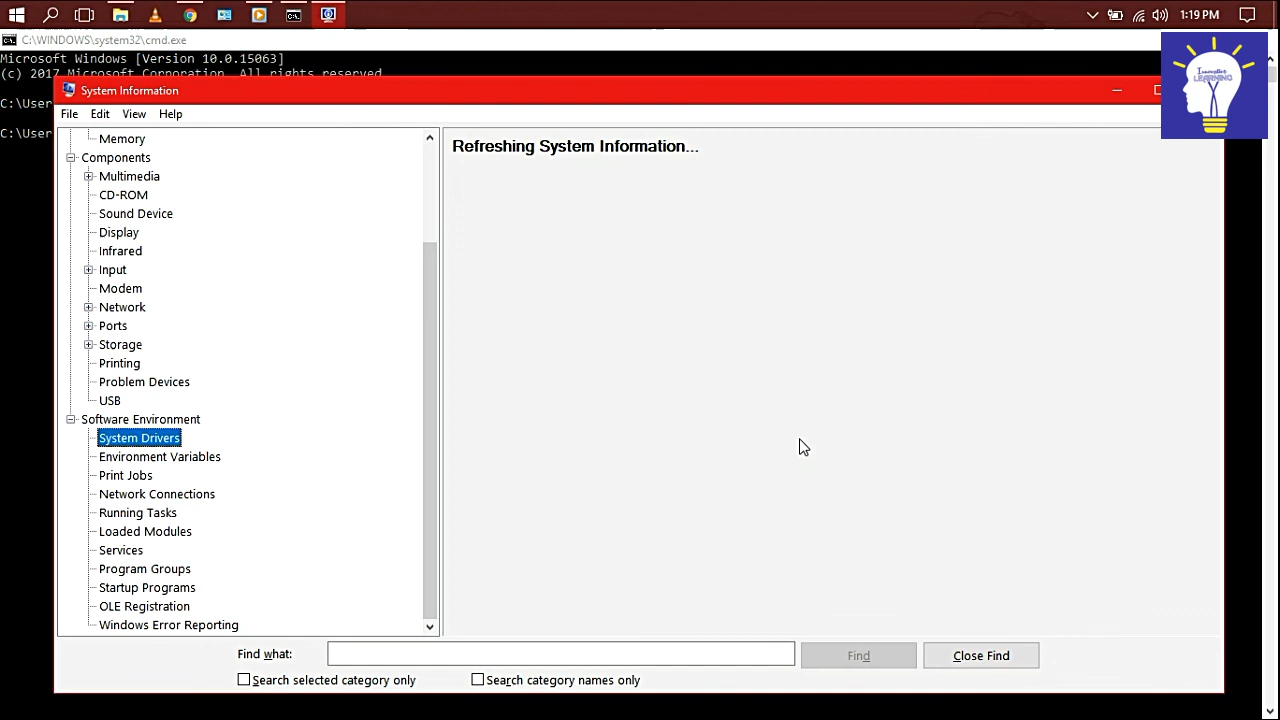 1:19 PM
C:\WINDOWS\system32\cmd.exe
Microsoft Windows [Version 10.0.15063]
(c) 2017 Microsoft Corporation. All rights reserved
C:\User
C:\User
Innovative
LEARNING
System Information
File Edit View Help
Memory
Components
Multimedia
CD-ROM
Sound Device
Display
Infrared
Input
Modem
Network
Ports
Storage
Printing
Problem Devices
USB
Software Environment
System Drivers
Environment Variables
Print Jobs
Network Connections
Running Tasks
Loaded Modules
Services
Program Groups
Startup Programs
OLE Registration
Windows Error Reporting
Refreshing System Information...
Find what: Find Close Find
Search selected category only Search category names only